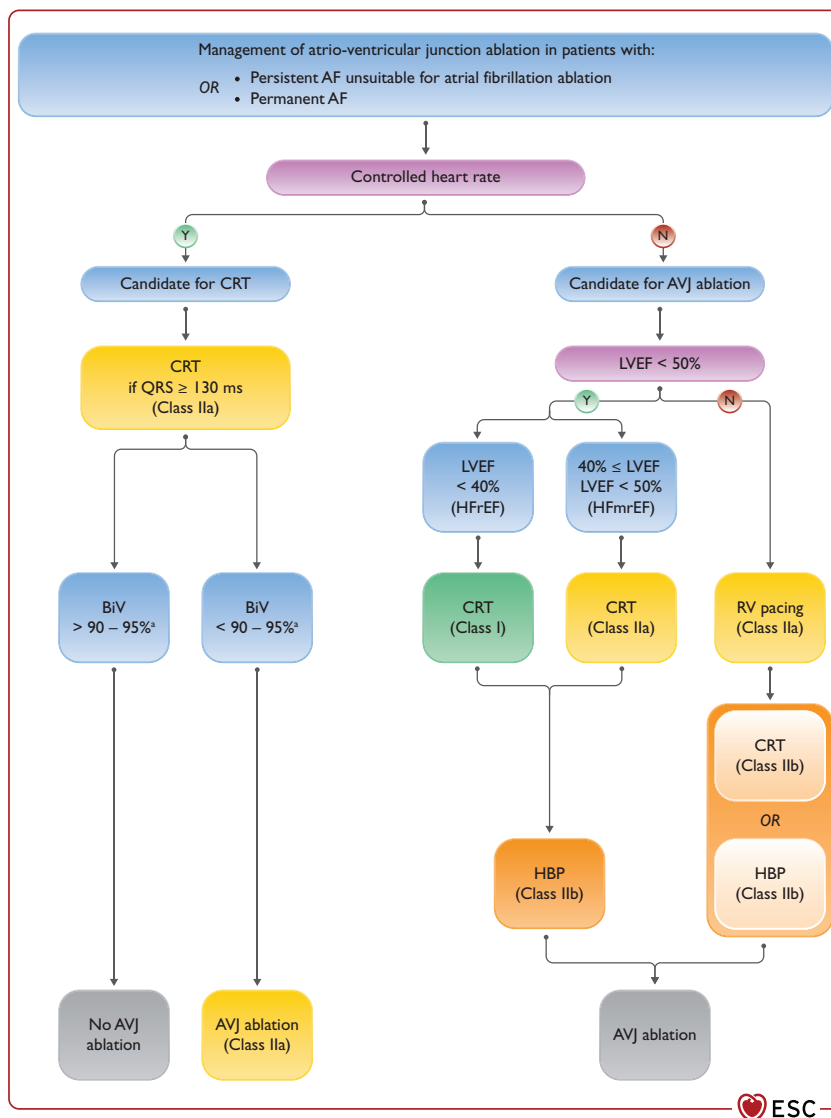 Management of atrio-ventricular junction ablation in patients with:
OR
• Persistent AF unsuitable for atrial fibrillation ablation
• Permanent AF
Controlled heart rate
Y
N
Candidate for CRT
Candidate for AVJ ablation
CRT
if QRS ≥ 130 ms
(Class IIa)
LVEF < 50%
Y
N
LVEF
< 40%
(HFrEF)
40% ≤ LVEF
LVEF < 50%
(HFmrEF)
BiV
> 90 – 95%ᵃ
BiV
< 90 – 95%ᵃ
CRT
(Class I)
CRT
(Class IIa)
RV pacing
(Class IIa)
CRT
(Class IIb)
OR
HBP
(Class IIb)
HBP
(Class IIb)
No AVJ
ablation
AVJ ablation
(Class IIa)
AVJ ablation
ESC